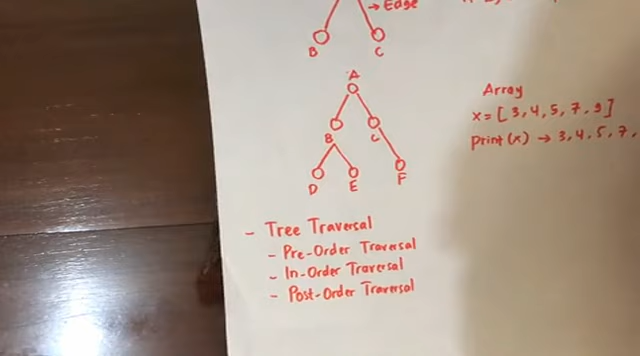 → Edge
B
C
A
B
C
D
E
F
Array
x = [ 3, 4, 5, 7, 9 ]
print (x) → 3, 4, 5, 7,
- Tree Traversal
- Pre-Order Traversal
- In-Order Traversal
- Post-Order Traversal